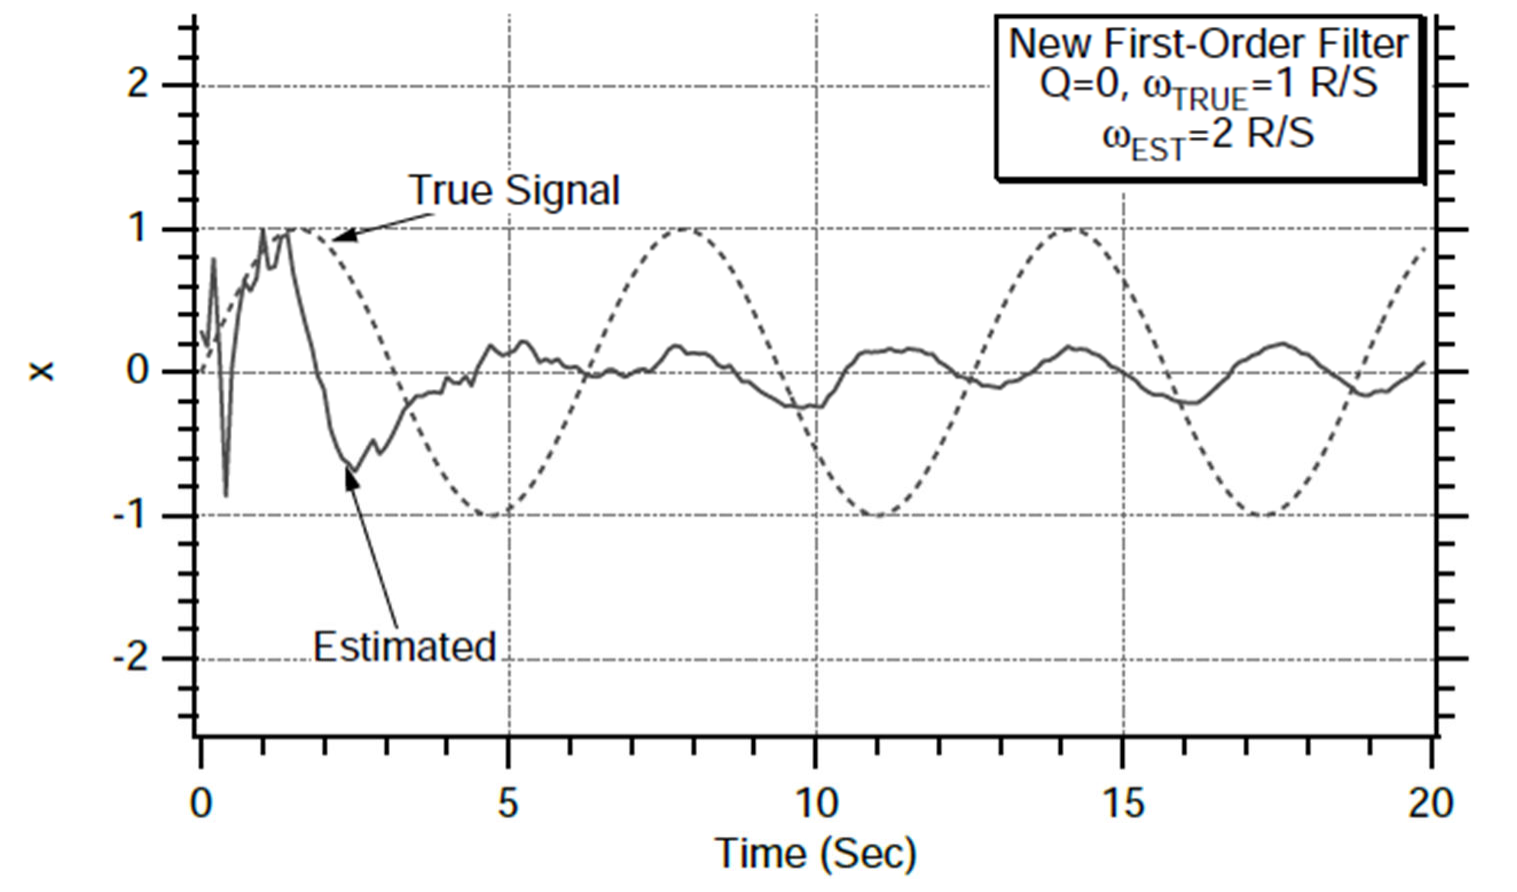 New First-Order Filter
Q=0, ωTRUE=1 R/S
ωEST=2 R/S
2
True Signal
1
x
0
-1
Estimated
-2
0 5 10 15 20
Time (Sec)